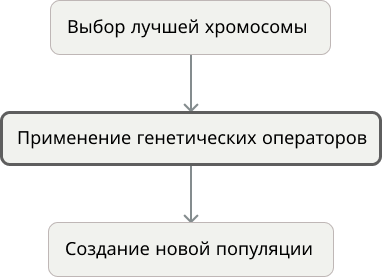 Выбор лучшей хромосомы
Применение генетических операторов
Создание новой популяции